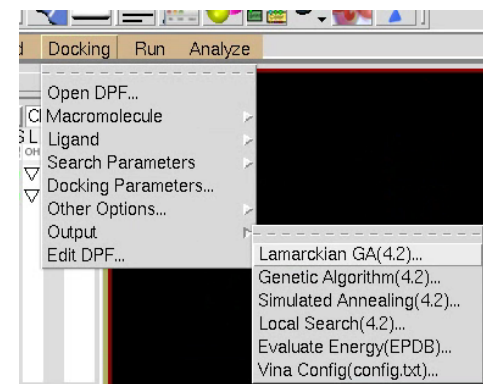 Docking Run Analyze
Open DPF...
Macromolecule
Ligand
Search Parameters
Docking Parameters...
Other Options...
Output
Edit DPF...
Lamarckian GA(4.2)...
Genetic Algorithm(4.2)...
Simulated Annealing(4.2)...
Local Search(4.2)...
Evaluate Energy(EPDB)...
Vina Config(config.txt)...